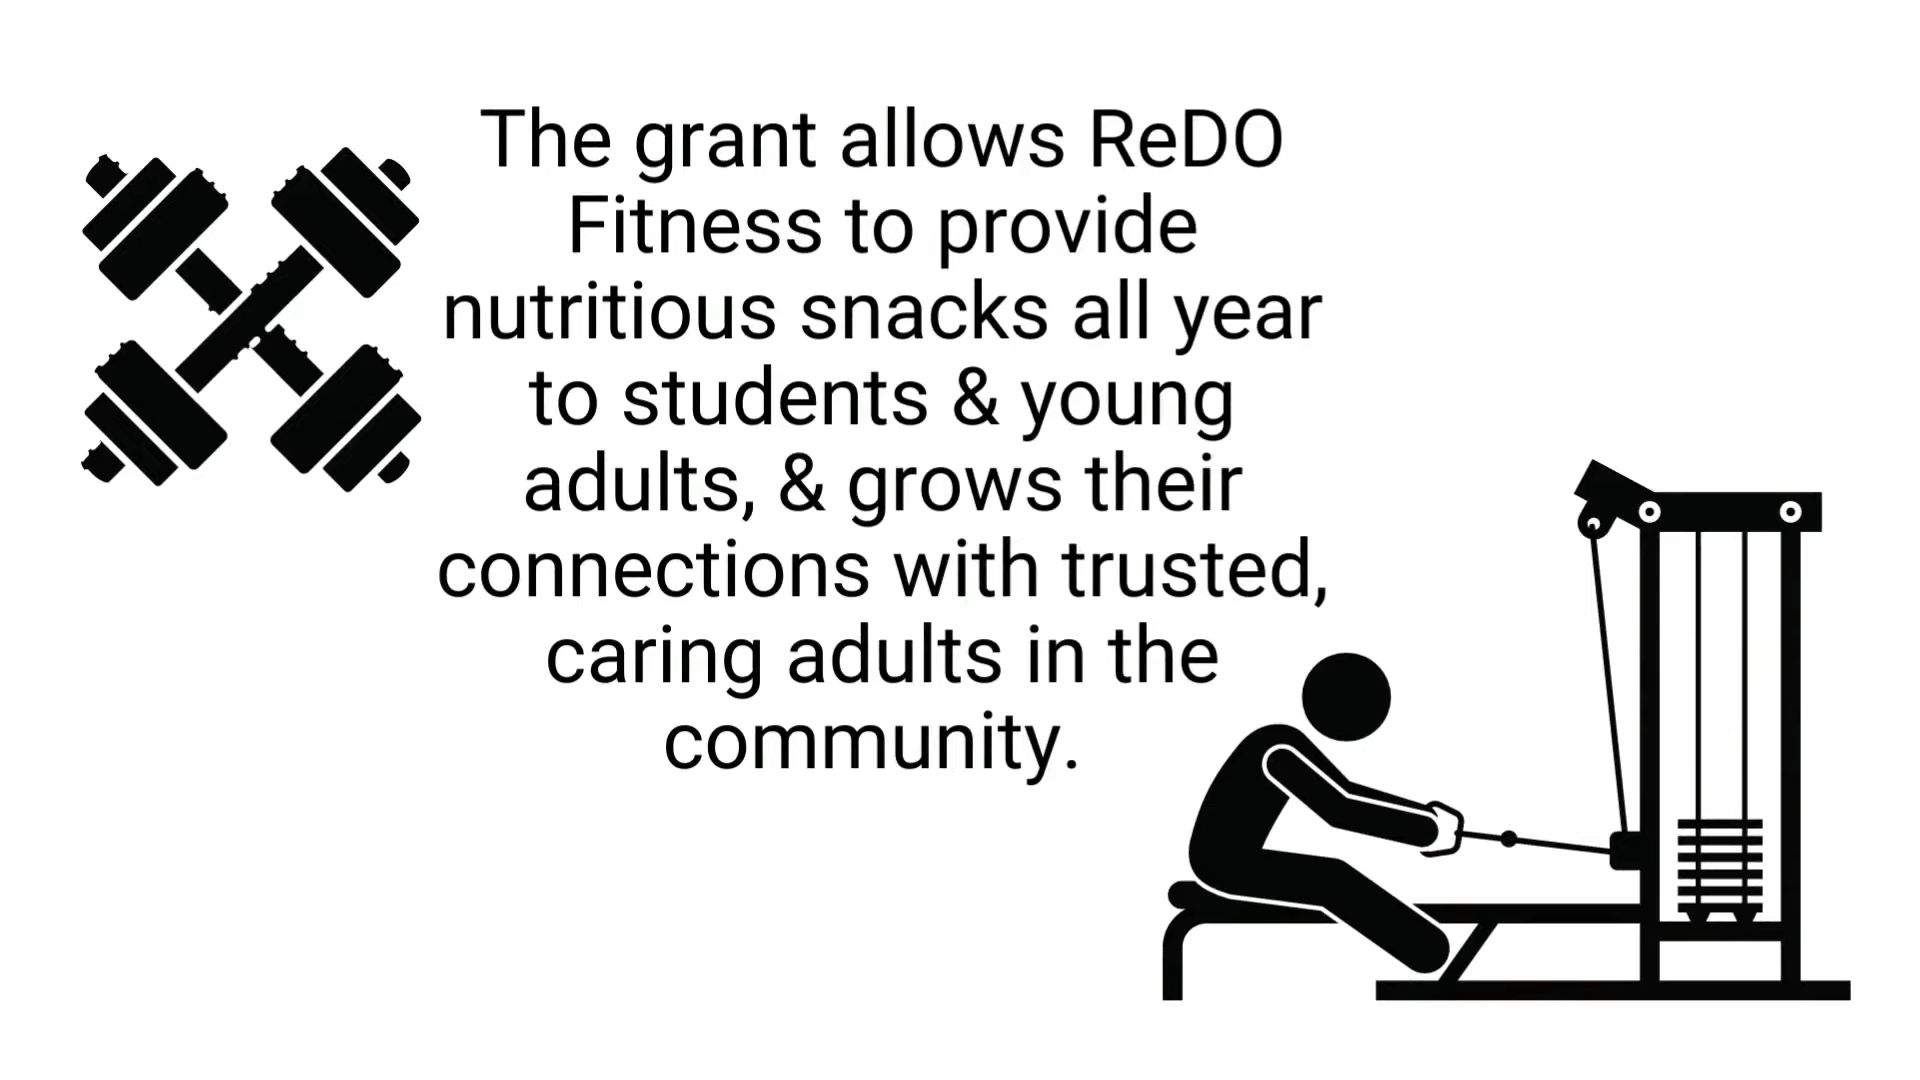 The grant allows ReDO
Fitness to provide
nutritious snacks all year
to students & young
adults, & grows their
connections with trusted,
caring adults in the
community.